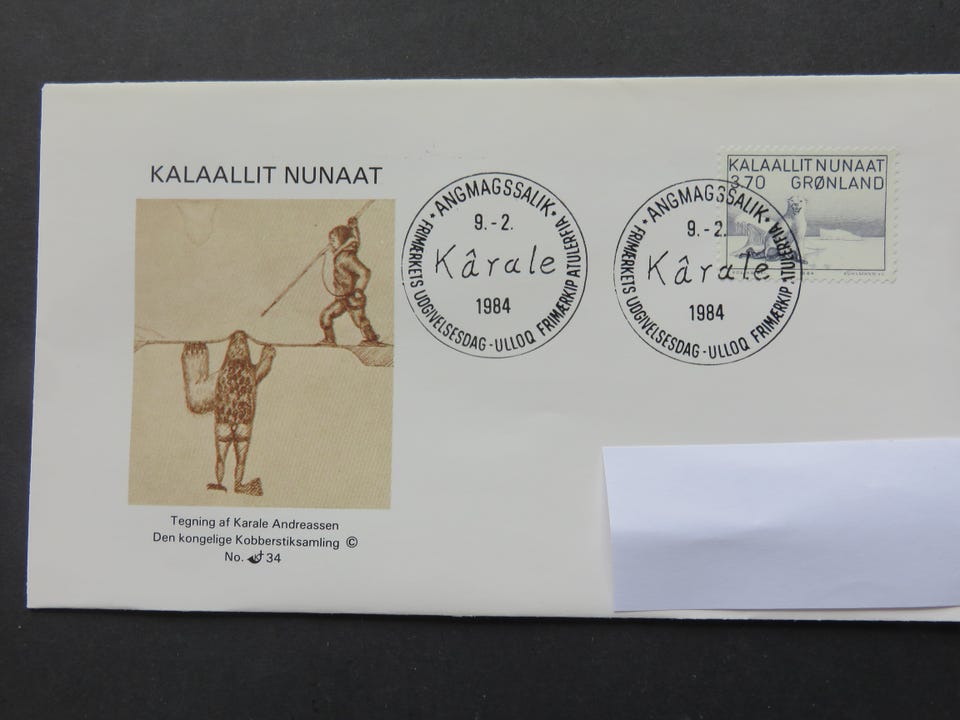 KALAALLIT NUNAAT
Tegning af Karale Andreassen
Den kongelige Kobberstiksamling ©
No. 34
• ANGMAGSSALIK •
9.-2.
Kârale
1984
FRIMÆRKETS UDGIVELSESDAG - ULLOQ FRIMÆRKIP ATULERFIA
• ANGMAGSSALIK •
9.-2.
Kârale
1984
FRIMÆRKETS UDGIVELSESDAG - ULLOQ FRIMÆRKIP ATULERFIA
KALAALLIT NUNAAT
3.70 GRØNLAND